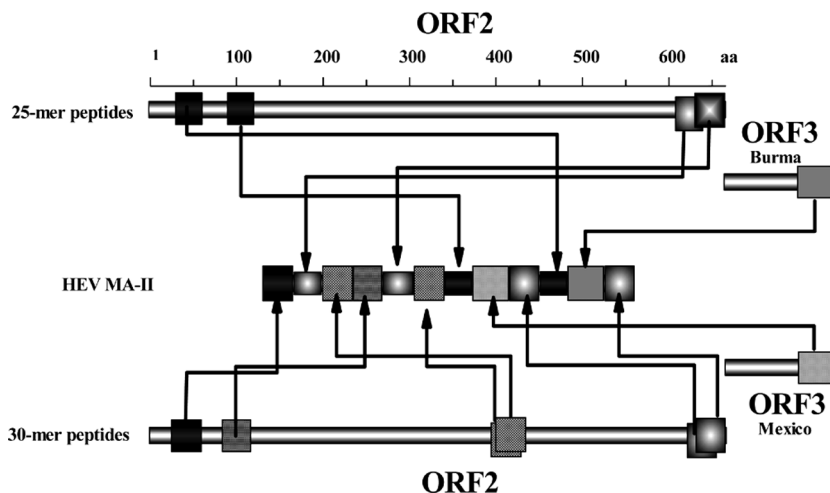 ORF2
1 100 200 300 400 500 600 aa
25-mer peptides
ORF3
Burma
HEV MA-II
ORF3
Mexico
30-mer peptides
ORF2